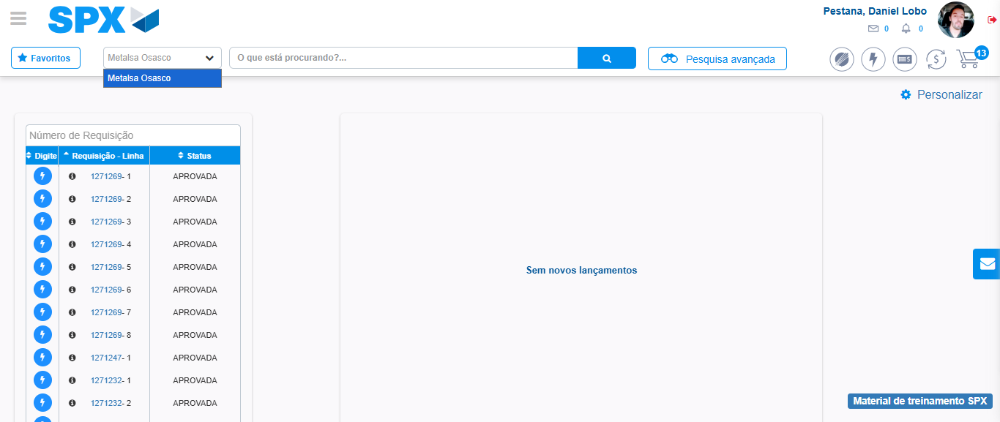 SPX
Pestana, Daniel Lobo
0 0
Favoritos
Metalsa Osasco
O que está procurando?...
Pesquisa avançada
13
Metalsa Osasco
Personalizar
Número de Requisição
Digite Requisição - Linha Status
1271269- 1 APROVADA
1271269- 2 APROVADA
1271269- 3 APROVADA
1271269- 4 APROVADA
1271269- 5 APROVADA
1271269- 6 APROVADA
1271269- 7 APROVADA
1271269- 8 APROVADA
1271247- 1 APROVADA
1271232- 1 APROVADA
1271232- 2 APROVADA
Sem novos lançamentos
Material de treinamento SPX